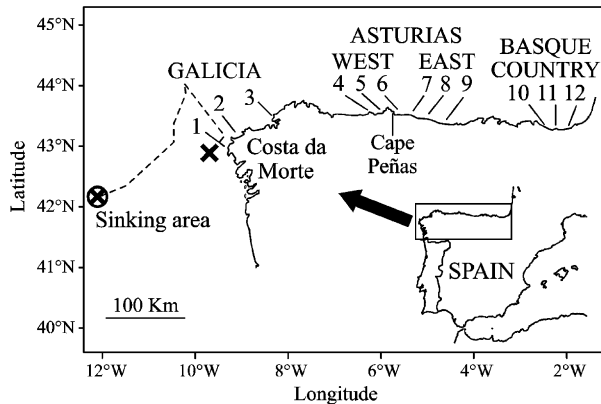 45°N
44°N
43°N
42°N
41°N
40°N
Latitude
GALICIA
1
2
3
Costa da
Morte
Sinking area
100 Km
ASTURIAS
WEST EAST
4 5 6 7 8 9
Cape
Peñas
BASQUE
COUNTRY
10 11 12
SPAIN
12°W 10°W 8°W 6°W 4°W 2°W
Longitude